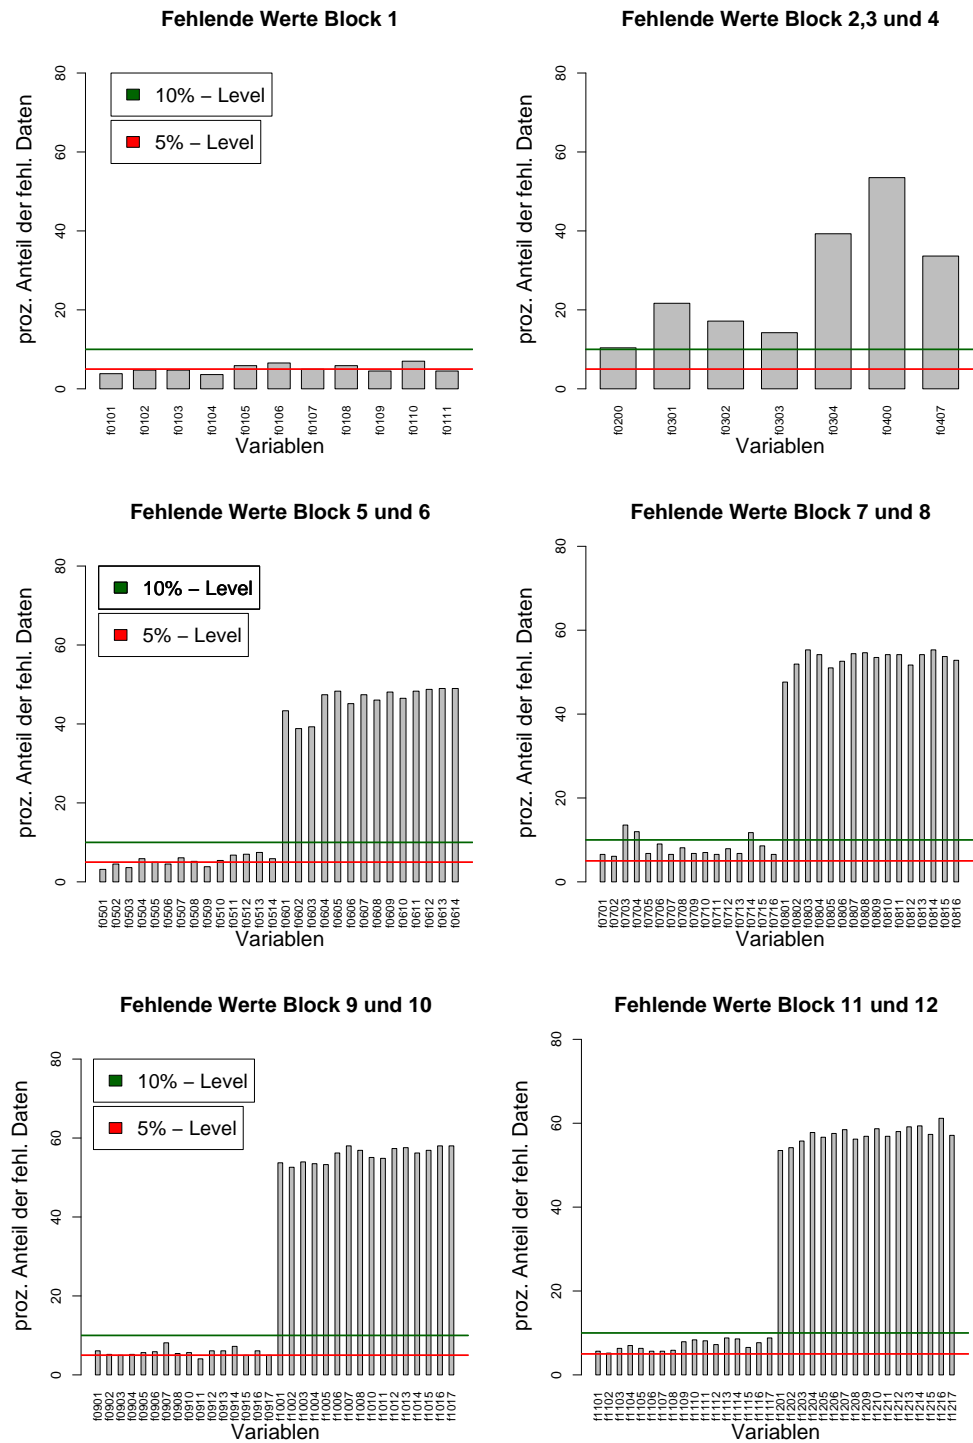 Fehlende Werte Block 1
proz. Anteil der fehl. Daten
0 20 40 60 80
10% – Level
5% – Level
f0101 f0102 f0103 f0104 f0105 f0106 f0107 f0108 f0109 f0110 f0111
Variablen
Fehlende Werte Block 2,3 und 4
proz. Anteil der fehl. Daten
0 20 40 60 80
f0200 f0301 f0302 f0303 f0304 f0400 f0407
Variablen
Fehlende Werte Block 5 und 6
proz. Anteil der fehl. Daten
0 20 40 60 80
10% – Level
5% – Level
f0501 f0502 f0503 f0504 f0505 f0506 f0507 f0508 f0509 f0510 f0511 f0512 f0513 f0514 f0601 f0602 f0603 f0604 f0605 f0606 f0607 f0608 f0609 f0610 f0611 f0612 f0613 f0614
Variablen
Fehlende Werte Block 7 und 8
proz. Anteil der fehl. Daten
0 20 40 60 80
f0701 f0702 f0703 f0704 f0705 f0706 f0707 f0708 f0709 f0710 f0711 f0712 f0713 f0714 f0715 f0716 f0801 f0802 f0803 f0804 f0805 f0806 f0807 f0808 f0809 f0810 f0811 f0812 f0813 f0814 f0815 f0816
Variablen
Fehlende Werte Block 9 und 10
proz. Anteil der fehl. Daten
0 20 40 60 80
10% – Level
5% – Level
f0901 f0902 f0903 f0904 f0905 f0906 f0907 f0908 f0910 f0911 f0912 f0913 f0914 f0915 f0916 f0917 f1001 f1002 f1003 f1004 f1005 f1006 f1007 f1008 f1010 f1011 f1012 f1013 f1014 f1015 f1016 f1017
Variablen
Fehlende Werte Block 11 und 12
proz. Anteil der fehl. Daten
0 20 40 60 80
f1101 f1102 f1103 f1104 f1105 f1106 f1107 f1108 f1109 f1110 f1111 f1112 f1113 f1114 f1115 f1116 f1117 f1201 f1202 f1203 f1204 f1205 f1206 f1207 f1208 f1209 f1210 f1211 f1212 f1213 f1214 f1215 f1216 f1217
Variablen